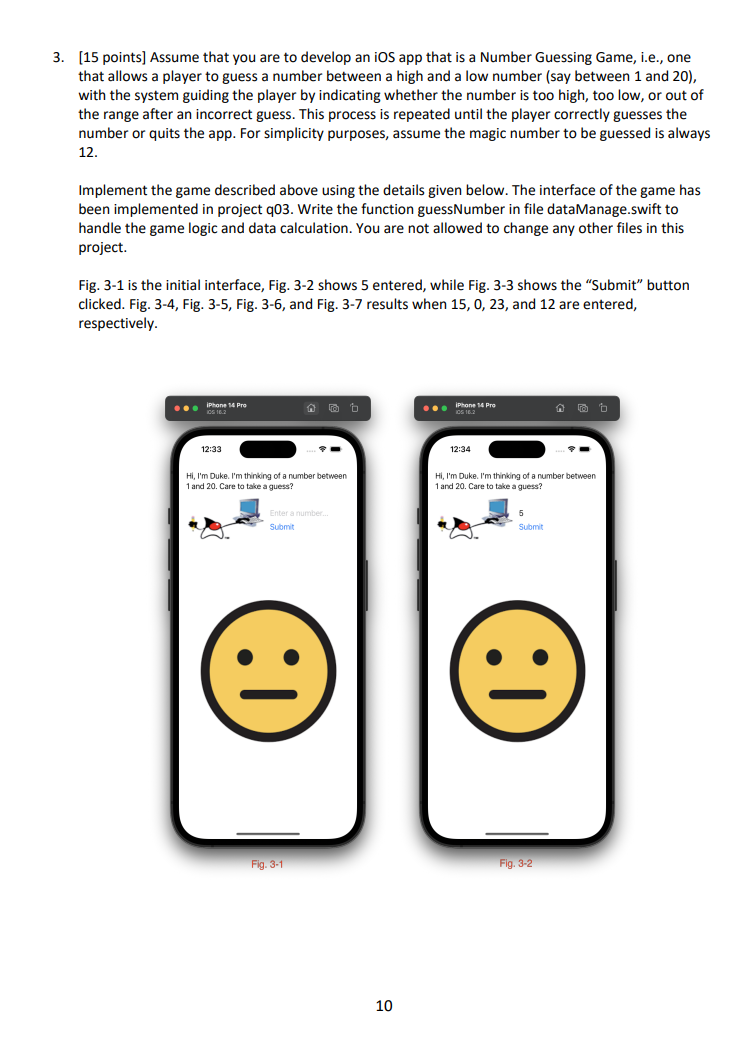 3. [15 points] Assume that you are to develop an iOS app that is a Number Guessing Game, i.e., one
that allows a player to guess a number between a high and a low number (say between 1 and 20),
with the system guiding the player by indicating whether the number is too high, too low, or out of
the range after an incorrect guess. This process is repeated until the player correctly guesses the
number or quits the app. For simplicity purposes, assume the magic number to be guessed is always
12.
Implement the game described above using the details given below. The interface of the game has
been implemented in project q03. Write the function guessNumber in file dataManage.swift to
handle the game logic and data calculation. You are not allowed to change any other files in this
project.
Fig. 3-1 is the initial interface, Fig. 3-2 shows 5 entered, while Fig. 3-3 shows the “Submit” button
clicked. Fig. 3-4, Fig. 3-5, Fig. 3-6, and Fig. 3-7 results when 15, 0, 23, and 12 are entered,
respectively.
iPhone 14 Pro
iOS 16.2
12:33
Hi, I'm Duke. I'm thinking of a number between
1 and 20. Care to take a guess?
Enter a number...
Submit
Fig. 3-1
iPhone 14 Pro
iOS 16.2
12:34
Hi, I'm Duke. I'm thinking of a number between
1 and 20. Care to take a guess?
5
Submit
Fig. 3-2
10